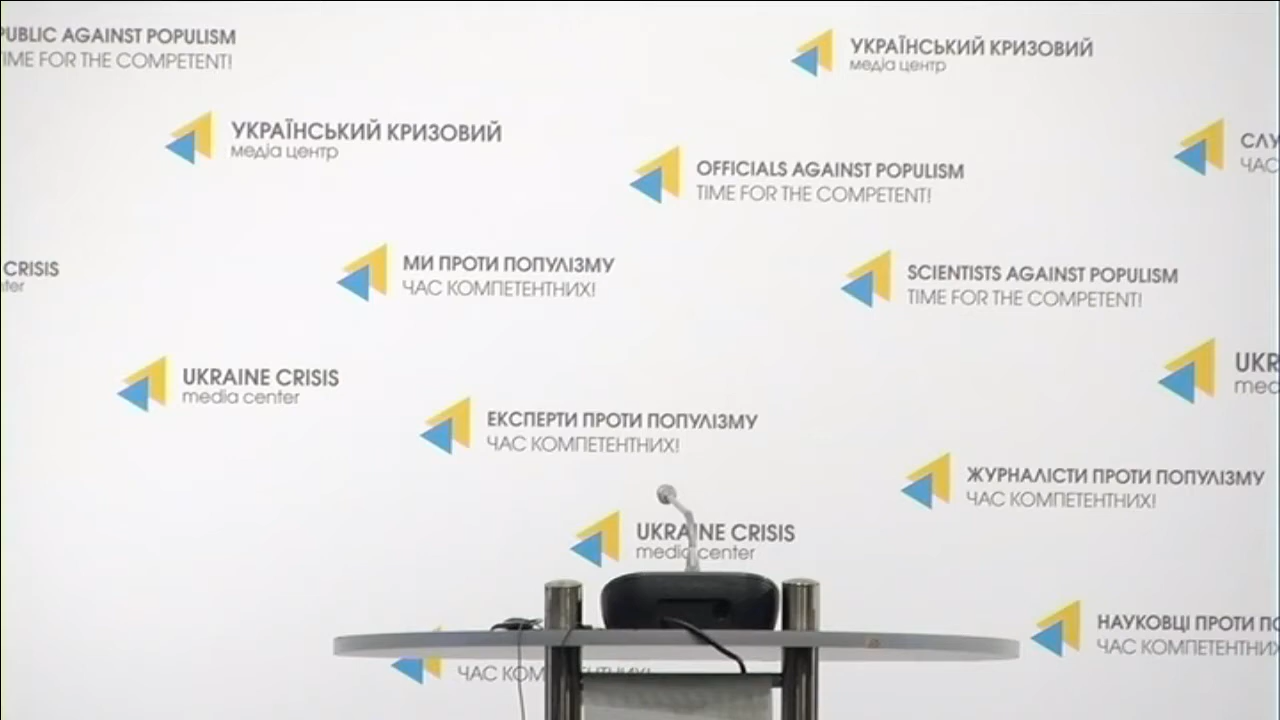 PUBLIC AGAINST POPULISM
TIME FOR THE COMPETENT!
УКРАЇНСЬКИЙ КРИЗОВИЙ
медіа центр
УКРАЇНСЬКИЙ КРИЗОВИЙ
медіа центр
OFFICIALS AGAINST POPULISM
TIME FOR THE COMPETENT!
ЧАС
CRISIS
МИ ПРОТИ ПОПУЛІЗМУ
ЧАС КОМПЕТЕНТНИХ!
SCIENTISTS AGAINST POPULISM
TIME FOR THE COMPETENT!
UKRAINE CRISIS
media center
ЕКСПЕРТИ ПРОТИ ПОПУЛІЗМУ
ЧАС КОМПЕТЕНТНИХ!
ЖУРНАЛІСТИ ПРОТИ ПОПУЛІЗМУ
ЧАС КОМПЕТЕНТНИХ!
UKRAINE CRISIS
media center
НАУКОВЦІ ПРОТИ
ЧАС КОМПЕТЕНТНИХ
ЧАС КОМПЕТЕНТНИХ!